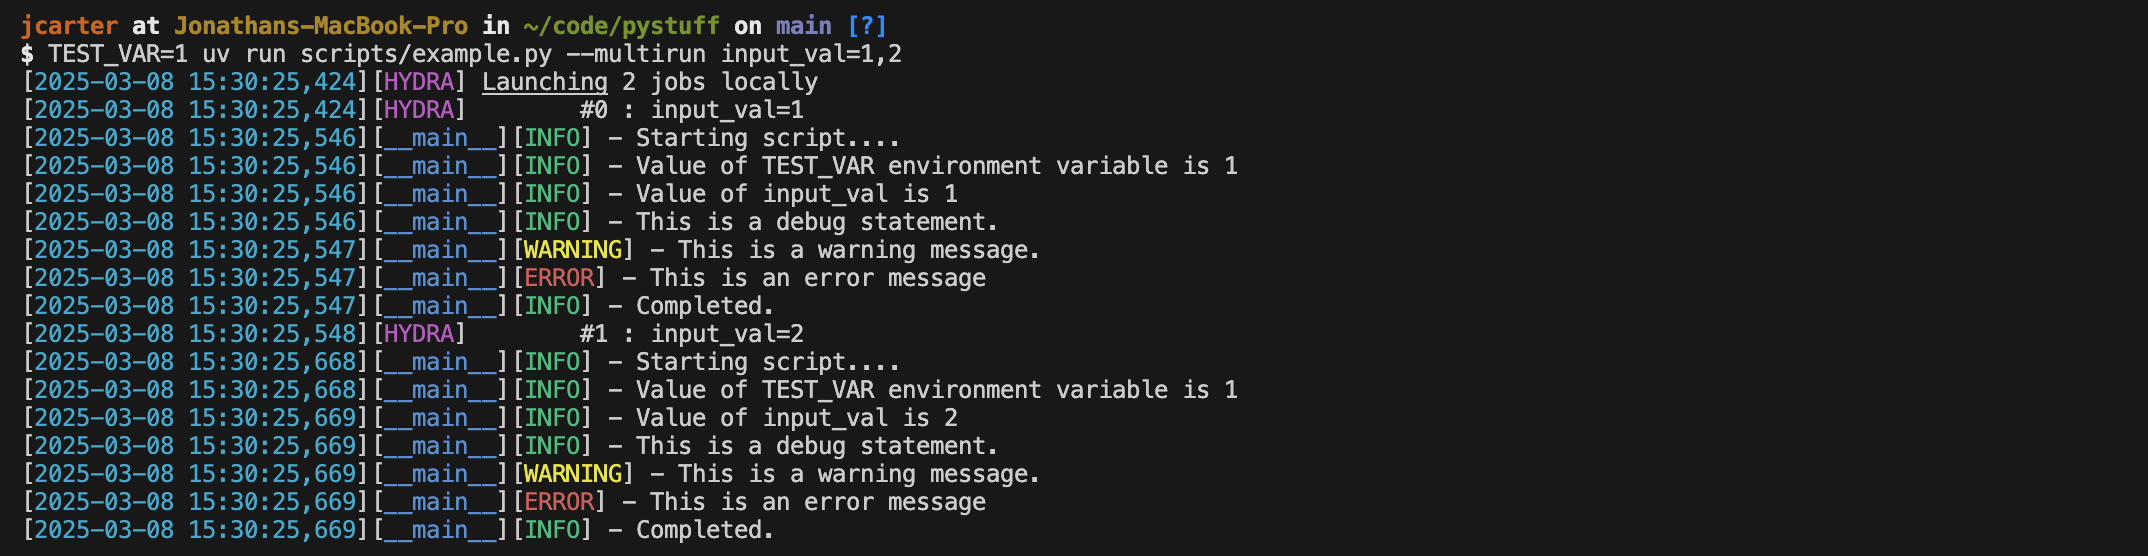 jcarter at Jonathans-MacBook-Pro in ~/code/pystuff on main [?]
$ TEST_VAR=1 uv run scripts/example.py --multirun input_val=1,2
[2025-03-08 15:30:25,424][HYDRA] Launching 2 jobs locally
[2025-03-08 15:30:25,424][HYDRA]        #0 : input_val=1
[2025-03-08 15:30:25,546][__main__][INFO] - Starting script....
[2025-03-08 15:30:25,546][__main__][INFO] - Value of TEST_VAR environment variable is 1
[2025-03-08 15:30:25,546][__main__][INFO] - Value of input_val is 1
[2025-03-08 15:30:25,546][__main__][INFO] - This is a debug statement.
[2025-03-08 15:30:25,547][__main__][WARNING] - This is a warning message.
[2025-03-08 15:30:25,547][__main__][ERROR] - This is an error message
[2025-03-08 15:30:25,547][__main__][INFO] - Completed.
[2025-03-08 15:30:25,548][HYDRA]        #1 : input_val=2
[2025-03-08 15:30:25,668][__main__][INFO] - Starting script....
[2025-03-08 15:30:25,668][__main__][INFO] - Value of TEST_VAR environment variable is 1
[2025-03-08 15:30:25,669][__main__][INFO] - Value of input_val is 2
[2025-03-08 15:30:25,669][__main__][INFO] - This is a debug statement.
[2025-03-08 15:30:25,669][__main__][WARNING] - This is a warning message.
[2025-03-08 15:30:25,669][__main__][ERROR] - This is an error message
[2025-03-08 15:30:25,669][__main__][INFO] - Completed.